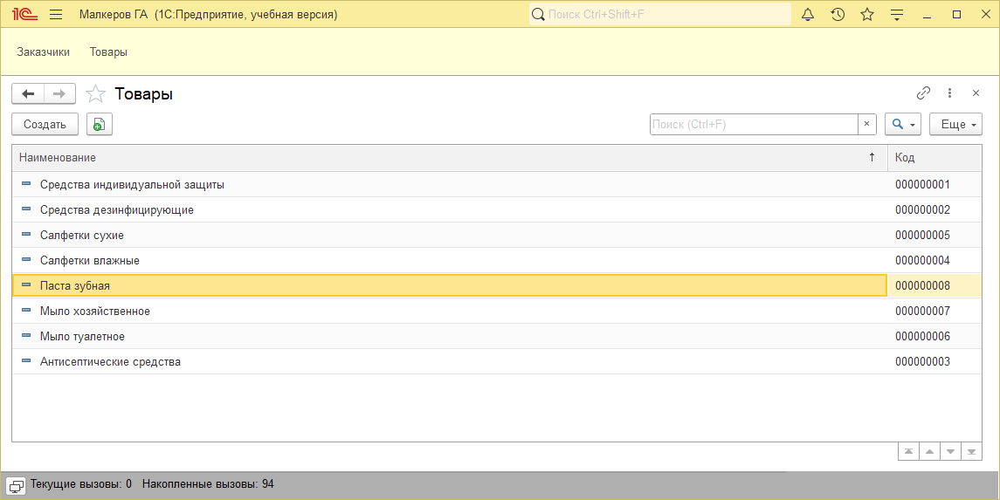 1С Малкеров ГА (1С:Предприятие, учебная версия) Поиск Ctrl+Shift+F
Заказчики Товары
Товары
Создать Поиск (Ctrl+F) × Еще
Наименование ↑ Код
Средства индивидуальной защиты 000000001
Средства дезинфицирующие 000000002
Салфетки сухие 000000005
Салфетки влажные 000000004
Паста зубная 000000008
Мыло хозяйственное 000000007
Мыло туалетное 000000006
Антисептические средства 000000003
Текущие вызовы: 0 Накопленные вызовы: 94